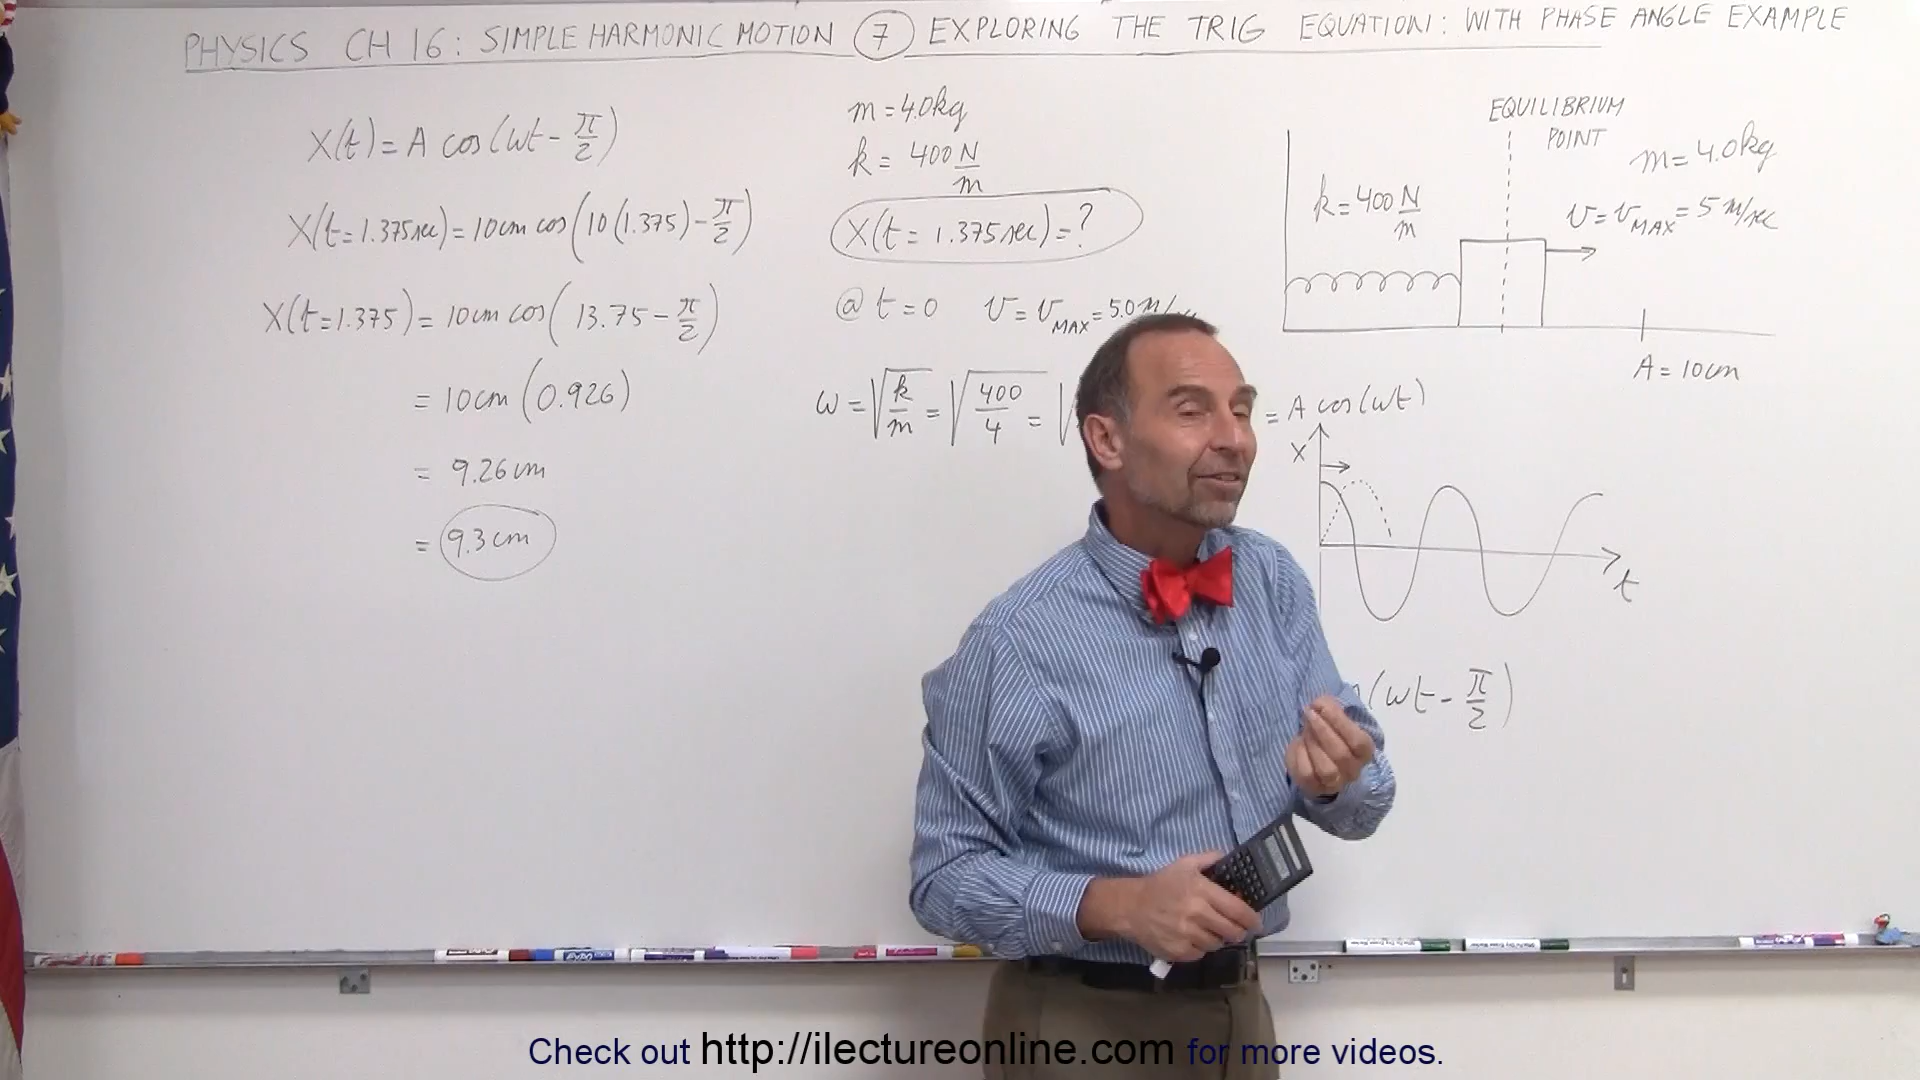 PHYSICS CH 16: SIMPLE HARMONIC MOTION 7 EXPLORING THE TRIG EQUATION: WITH PHASE ANGLE EXAMPLE
X(t) = A cos(ωt - π/2)
X(t=1.375sec) = 10cm cos(10(1.375) - π/2)
X(t=1.375) = 10cm cos(13.75 - π/2)
= 10cm (0.926)
= 9.26cm
= 9.3cm
m = 4.0kg
k = 400 N/m
X(t = 1.375sec) = ?
@ t = 0 v = v MAX = 5.0 m/
ω = √k/m = √400/4 = √
EQUILIBRIUM
POINT
m = 4.0kg
k = 400 N/m
v = v MAX = 5 m/sec
A = 10cm
= A cos(ωt)
X
t
(ωt - π/2)
Check out http://ilectureonline.com for more videos.